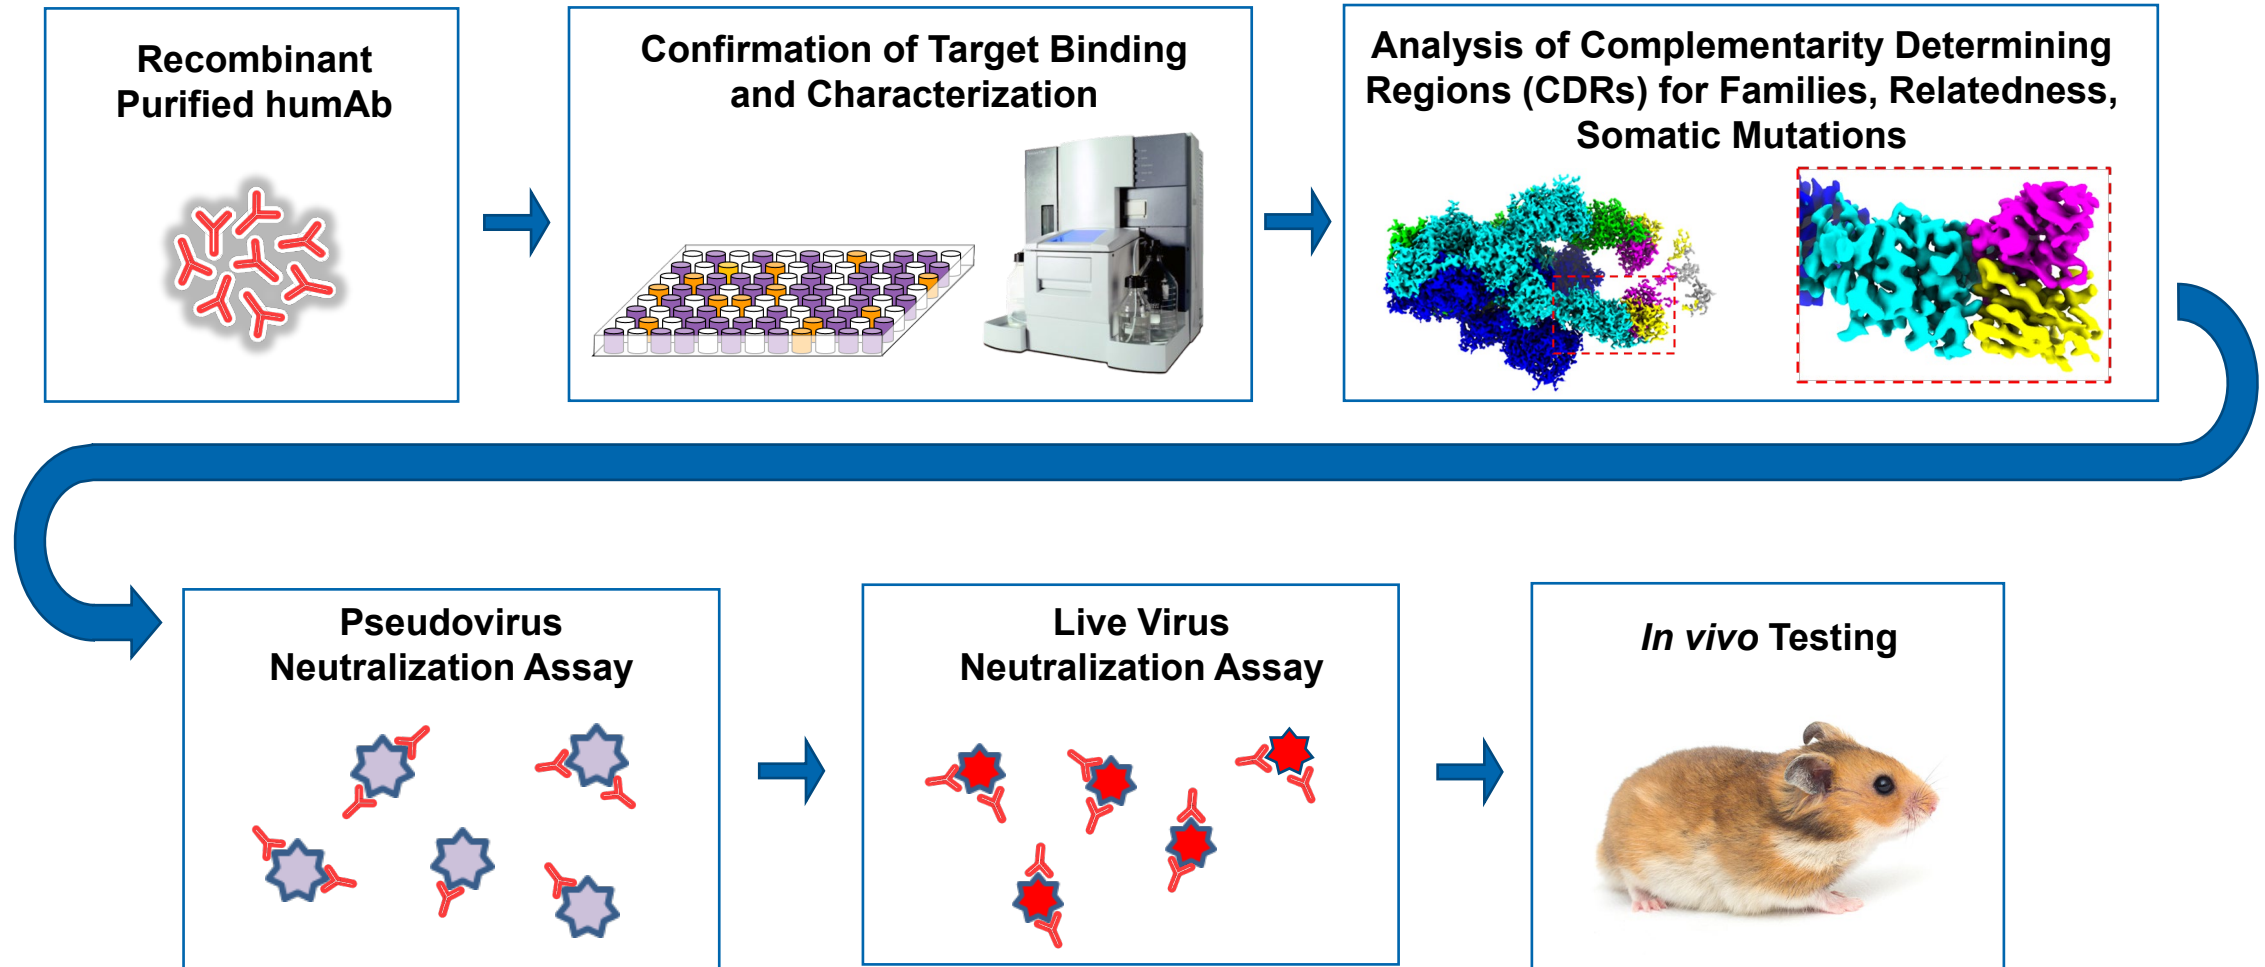 Recombinant
Purified humAb
Confirmation of Target Binding
and Characterization
Analysis of Complementarity Determining
Regions (CDRs) for Families, Relatedness,
Somatic Mutations
Pseudovirus
Neutralization Assay
Live Virus
Neutralization Assay
In vivo Testing